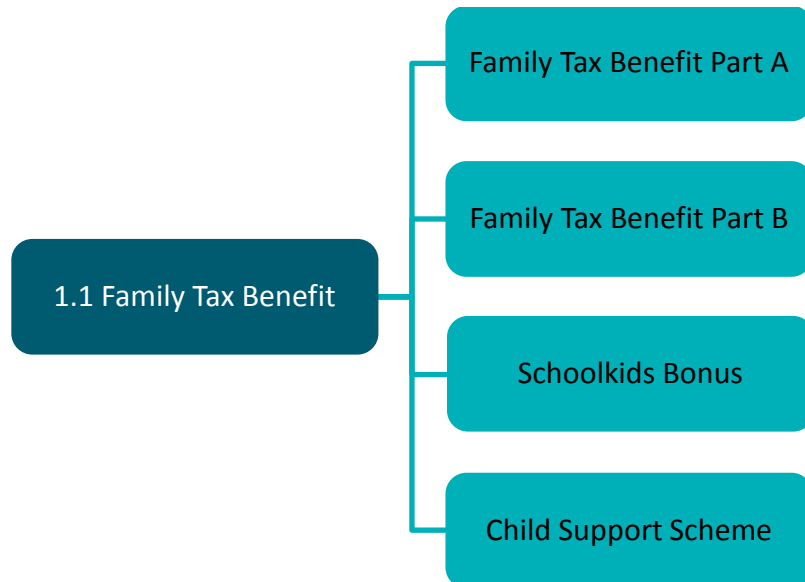 Family Tax Benefit Part A
Family Tax Benefit Part B
1.1 Family Tax Benefit
Schoolkids Bonus
Child Support Scheme